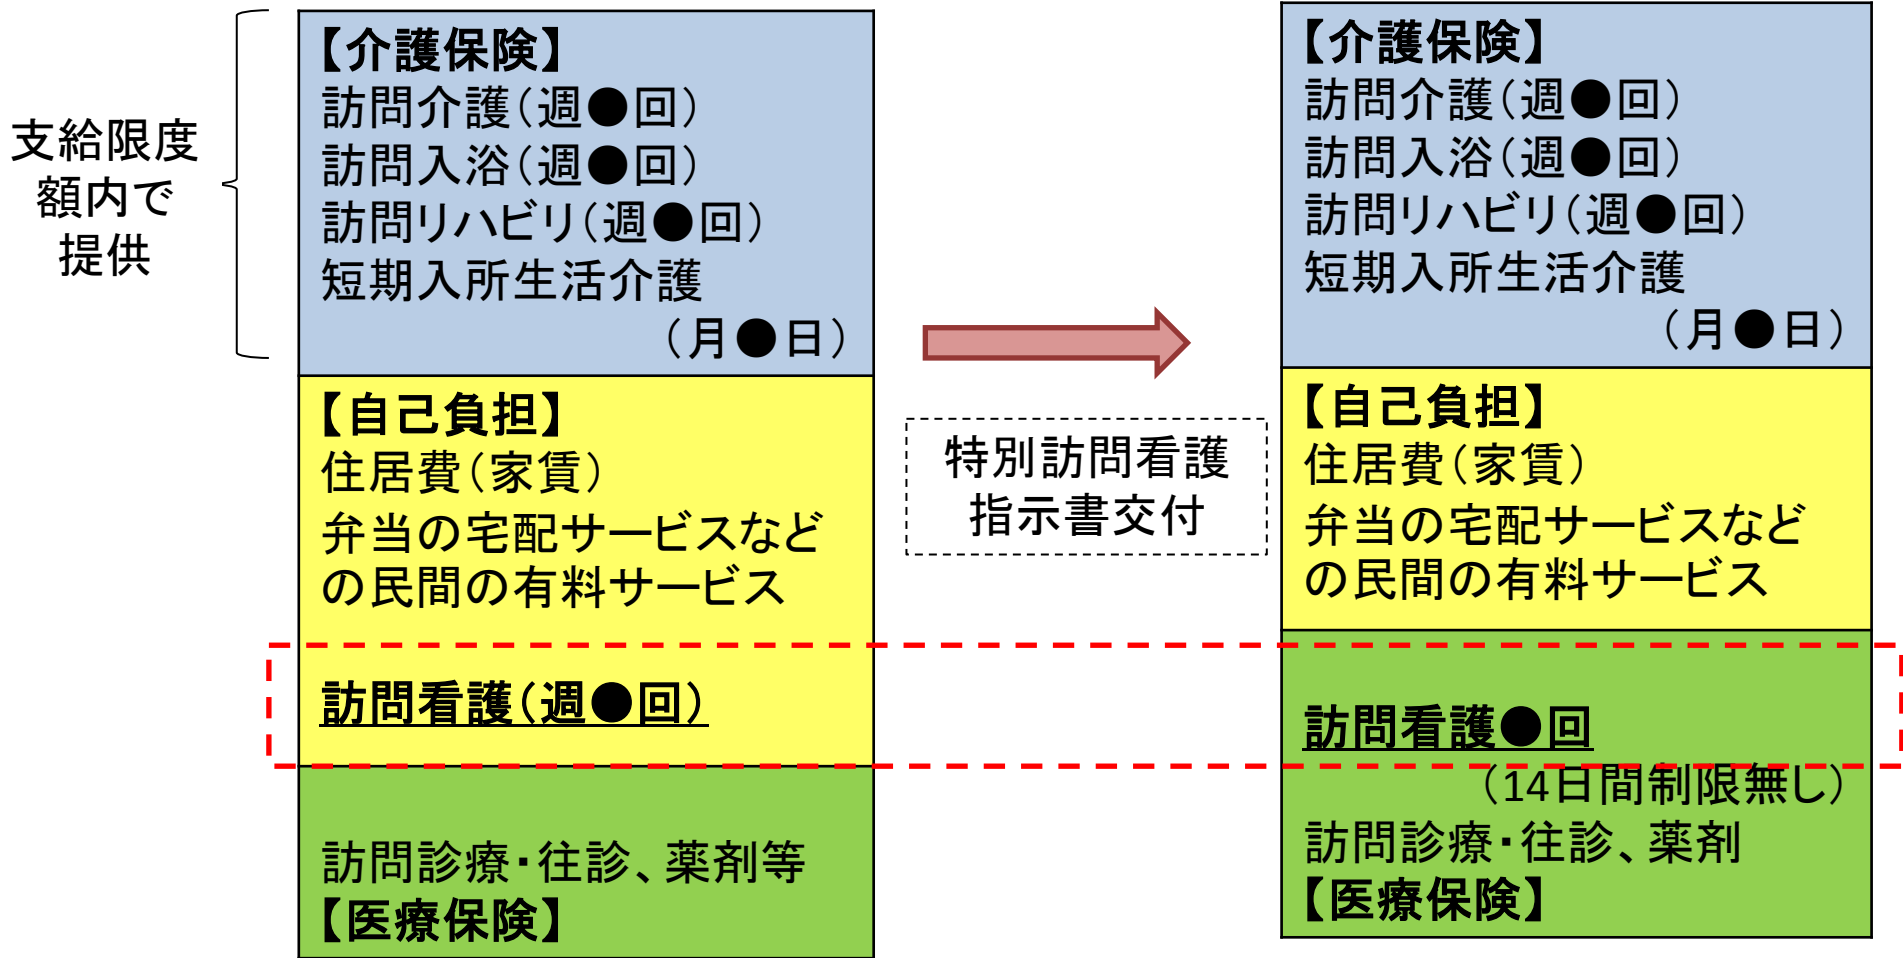 支給限度
額内で
提供
【介護保険】
訪問介護（週●回）
訪問入浴（週●回）
訪問リハビリ（週●回）
短期入所生活介護
（月●日）
【自己負担】
住居費（家賃）
弁当の宅配サービスなど
の民間の有料サービス
訪問看護（週●回）
訪問診療・往診、薬剤等
【医療保険】
特別訪問看護
指示書交付
【介護保険】
訪問介護（週●回）
訪問入浴（週●回）
訪問リハビリ（週●回）
短期入所生活介護
（月●日）
【自己負担】
住居費（家賃）
弁当の宅配サービスなど
の民間の有料サービス
訪問看護●回
（14日間制限無し）
訪問診療・往診、薬剤
【医療保険】